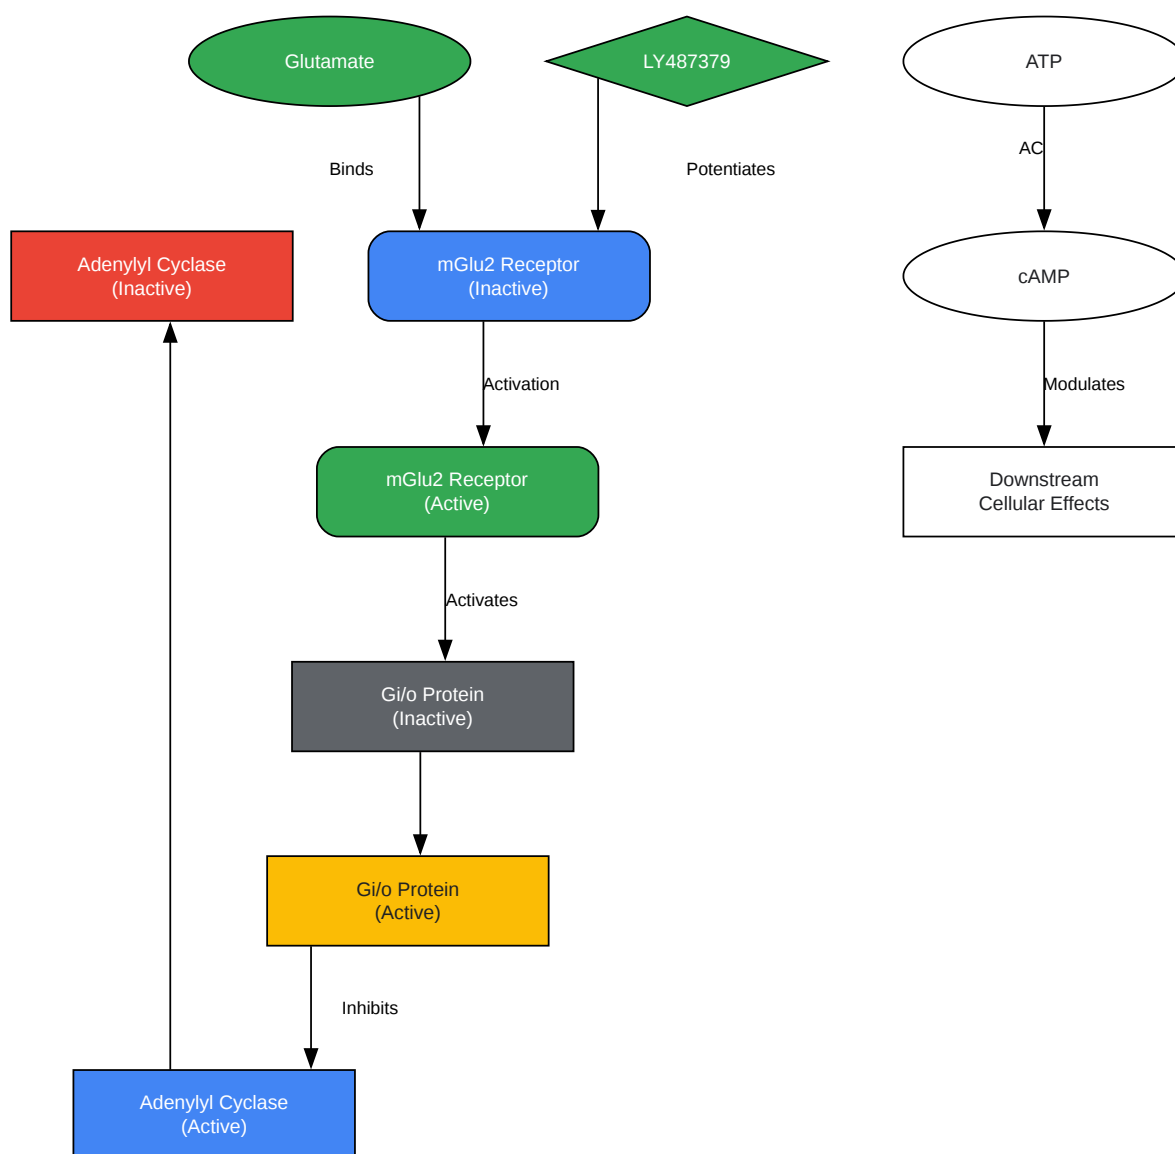 Glutamate
LY487379
ATP
Binds
Potentiates
AC
Adenylyl Cyclase
(Inactive)
mGlu2 Receptor
(Inactive)
cAMP
Activation
Modulates
mGlu2 Receptor
(Active)
Downstream
Cellular Effects
Activates
Gi/o Protein
(Inactive)
Gi/o Protein
(Active)
Inhibits
Adenylyl Cyclase
(Active)